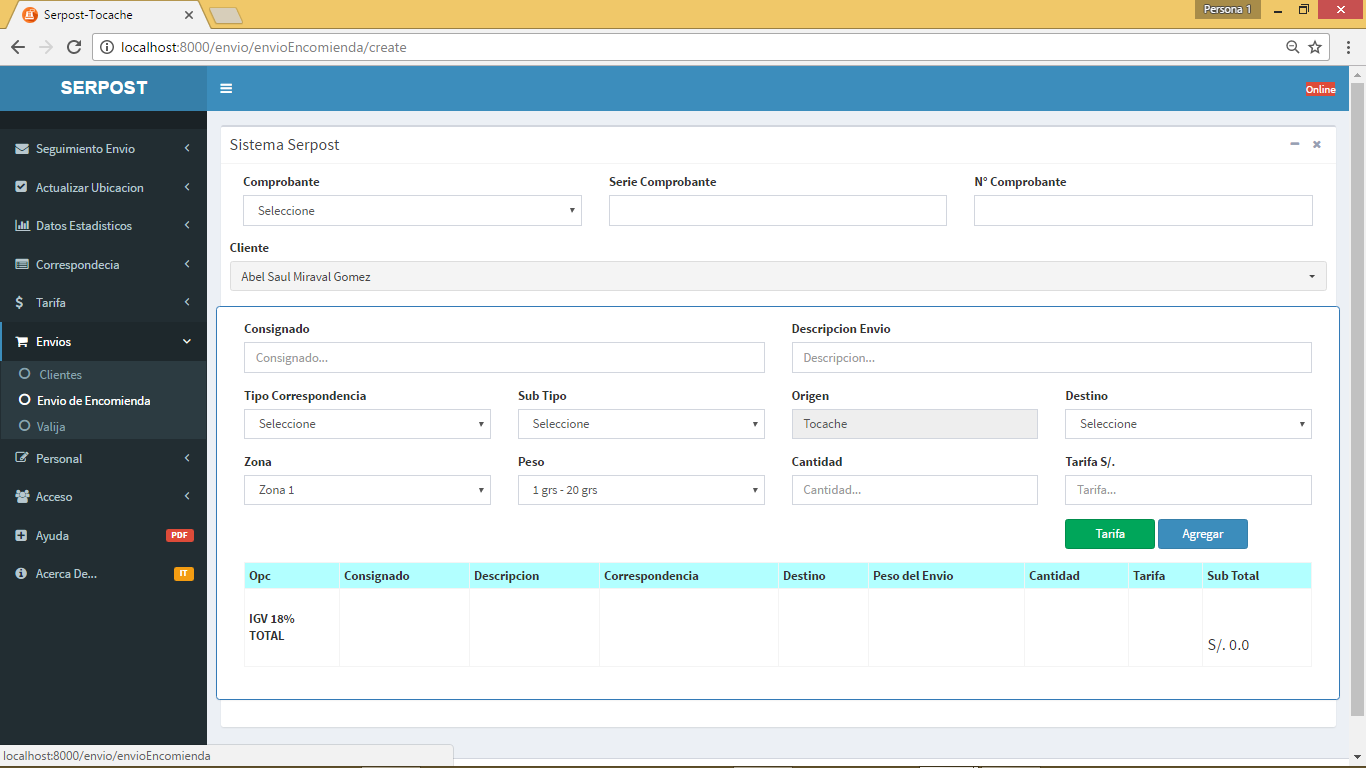 Serpost-Tocache
Persona 1
localhost:8000/envio/envioEncomienda/create
SERPOST
Online
Seguimiento Envio
Actualizar Ubicacion
Datos Estadisticos
Correspondecia
Tarifa
Envios
Clientes
Envio de Encomienda
Valija
Personal
Acceso
Ayuda PDF
Acerca De... IT
Sistema Serpost
Comprobante Serie Comprobante N° Comprobante
Seleccione
Cliente
Abel Saul Miraval Gomez
Consignado Descripcion Envio
Consignado... Descripcion...
Tipo Correspondencia Sub Tipo Origen Destino
Seleccione Seleccione Tocache Seleccione
Zona Peso Cantidad Tarifa S/.
Zona 1 1 grs - 20 grs Cantidad... Tarifa...
Tarifa Agregar
Opc Consignado Descripcion Correspondencia Destino Peso del Envio Cantidad Tarifa Sub Total
IGV 18%
TOTAL
S/. 0.0
localhost:8000/envio/envioEncomienda